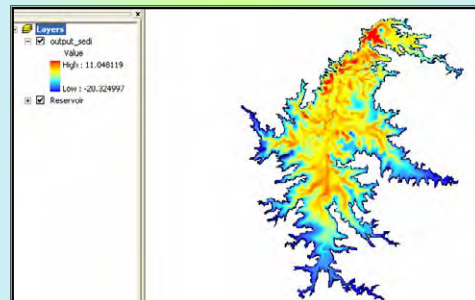 Layers
output_sedi
Value
High : 11.048119
Low : -20.324997
Reservoir